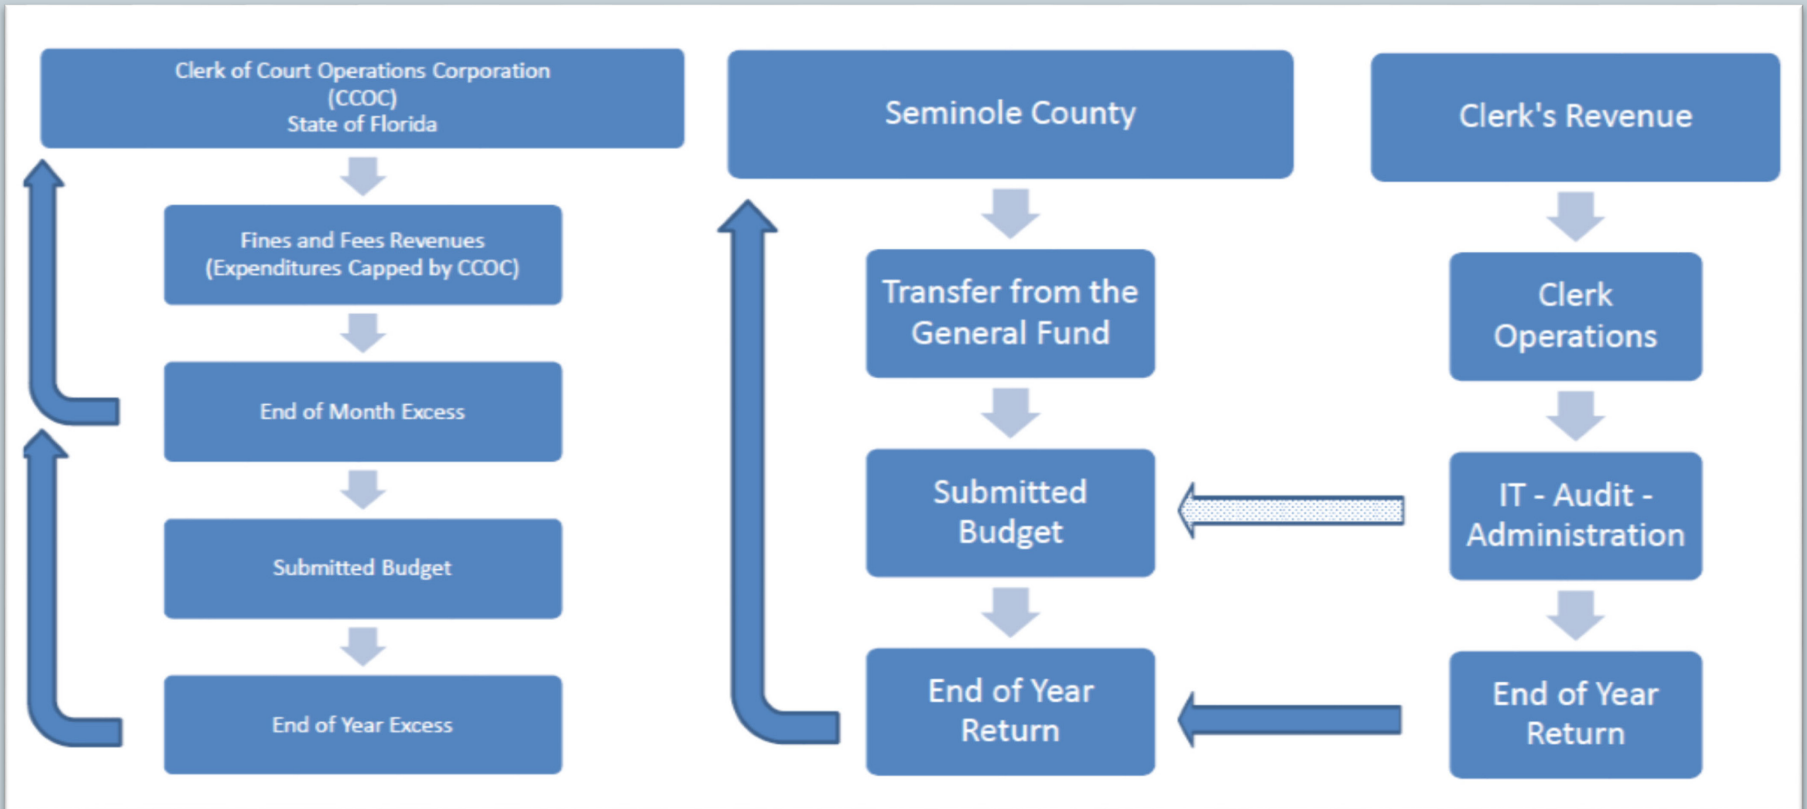 Clerk of Court Operations Corporation
(CCOC)
State of Florida
Fines and Fees Revenues
(Expenditures Capped by CCOC)
End of Month Excess
Submitted Budget
End of Year Excess
Seminole County
Transfer from the
General Fund
Submitted
Budget
End of Year
Return
Clerk's Revenue
Clerk
Operations
IT - Audit -
Administration
End of Year
Return